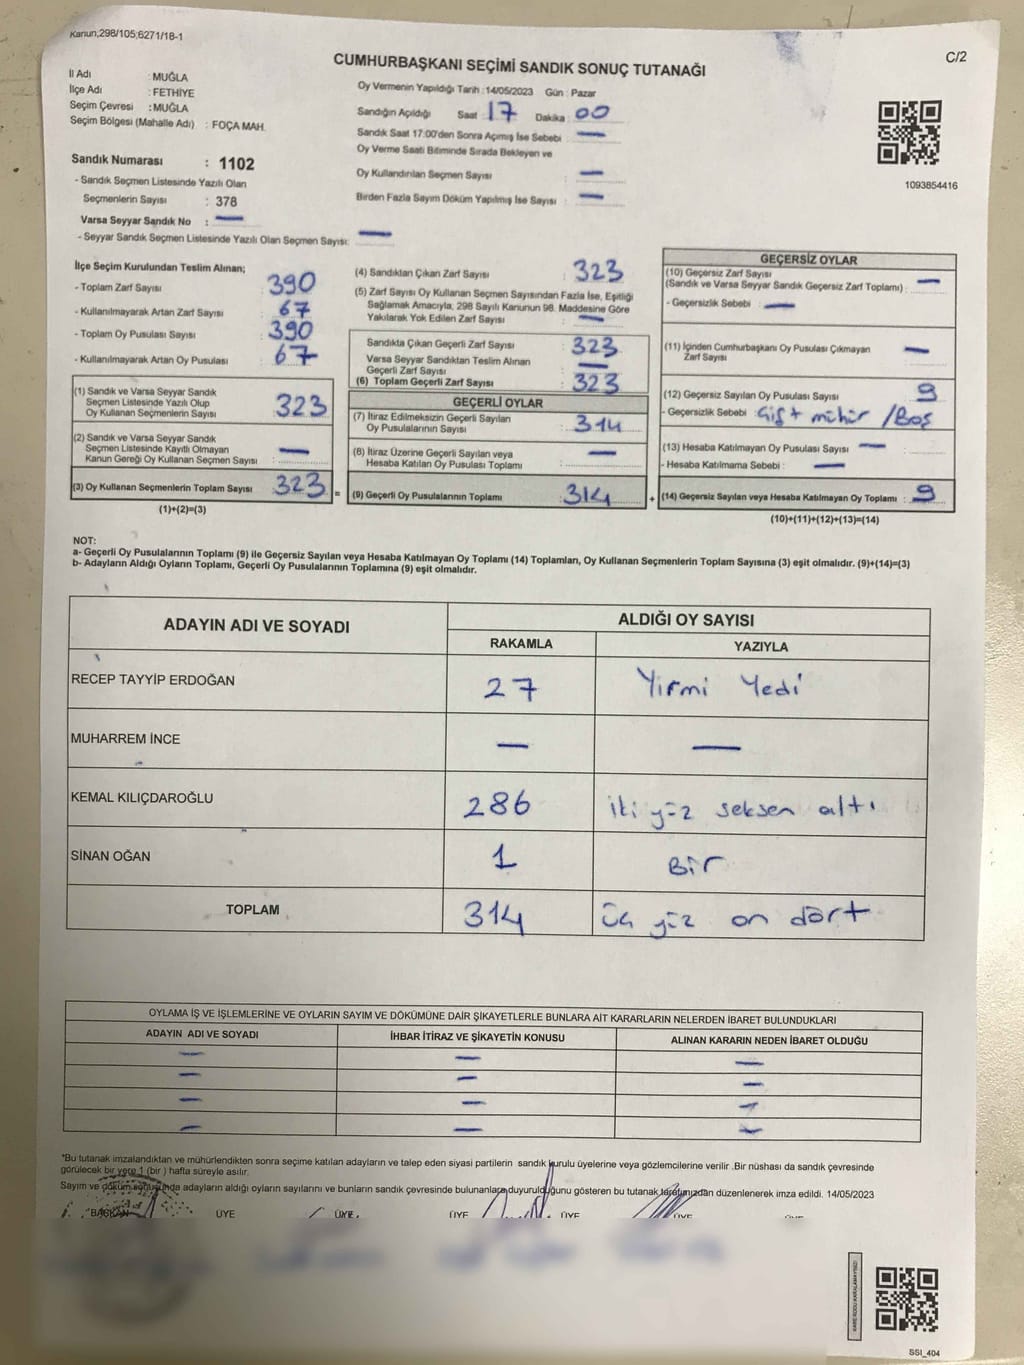 Kanun;298/105;6271/18-1
C/2
CUMHURBAŞKANI SEÇİMİ SANDIK SONUÇ TUTANAĞI
İl Adı : MUĞLA
İlçe Adı : FETHİYE
Seçim Çevresi : MUĞLA
Seçim Bölgesi (Mahalle Adı) : FOÇA MAH.
Sandık Numarası : 1102
- Sandık Seçmen Listesinde Yazılı Olan
Seçmenlerin Sayısı : 378
Varsa Seyyar Sandık No : —
- Seyyar Sandık Seçmen Listesinde Yazılı Olan Seçmen Sayısı: —
Oy Vermenin Yapıldığı Tarih :14/05/2023 Gün : Pazar
Sandığın Açıldığı Saat : 17 Dakika : 00
Sandık Saat 17:00'den Sonra Açımış İse Sebebi : —
Oy Verme Saati Bitiminde Sırada Bekleyen ve
Oy Kullandırılan Seçmen Sayısı : —
Birden Fazla Sayım Döküm Yapılmış İse Sayısı : —
1093854416
İlçe Seçim Kurulundan Teslim Alınan;
- Toplam Zarf Sayısı : 390
- Kullanılmayarak Artan Zarf Sayısı : 67
- Toplam Oy Pusulası Sayısı : 390
- Kullanılmayarak Artan Oy Pusulası : 67
(1) Sandık ve Varsa Seyyar Sandık
Seçmen Listesinde Yazılı Olup
Oy Kullanan Seçmenlerin Sayısı : 323
(2) Sandık ve Varsa Seyyar Sandık
Seçmen Listesinde Kayıtlı Olmayan
Kanun Gereği Oy Kullanan Seçmen Sayısı : —
(3) Oy Kullanan Seçmenlerin Toplam Sayısı : 323 =
(1)+(2)=(3)
(4) Sandıktan Çıkan Zarf Sayısı : 323
(5) Zarf Sayısı Oy Kullanan Seçmen Sayısından Fazla İse, Eşitliği
Sağlamak Amacıyla, 298 Sayılı Kanunun 98. Maddesine Göre
Yakılarak Yok Edilen Zarf Sayısı : —
Sandıkta Çıkan Geçerli Zarf Sayısı : 323
Varsa Seyyar Sandıktan Teslim Alınan
Geçerli Zarf Sayısı : —
(6) Toplam Geçerli Zarf Sayısı : 323
GEÇERLİ OYLAR
(7) İtiraz Edilmeksizin Geçerli Sayılan
Oy Pusulalarının Sayısı : 314
(8) İtiraz Üzerine Geçerli Sayılan veya
Hesaba Katılan Oy Pusulası Toplamı : —
(9) Geçerli Oy Pusulalarının Toplamı : 314 +
GEÇERSİZ OYLAR
(10) Geçersiz Zarf Sayısı
(Sandık ve Varsa Seyyar Sandık Geçersiz Zarf Toplamı) : —
- Geçersizlik Sebebi : —
(11) İçinden Cumhurbaşkanı Oy Pusulası Çıkmayan
Zarf Sayısı : —
(12) Geçersiz Sayılan Oy Pusulası Sayısı : 9
- Geçersizlik Sebebi : Çift mühür / Boş
(13) Hesaba Katılmayan Oy Pusulası Sayısı : —
- Hesaba Katılmama Sebebi : —
(14) Geçersiz Sayılan veya Hesaba Katılmayan Oy Toplamı : 9
(10)+(11)+(12)+(13)=(14)
NOT:
a- Geçerli Oy Pusulalarının Toplamı (9) ile Geçersiz Sayılan veya Hesaba Katılmayan Oy Toplamı (14) Toplamları, Oy Kullanan Seçmenlerin Toplam Sayısına (3) eşit olmalıdır. (9)+(14)=(3)
b- Adayların Aldığı Oyların Toplamı, Geçerli Oy Pusulalarının Toplamına (9) eşit olmalıdır.
ADAYIN ADI VE SOYADI ALDIĞI OY SAYISI
RAKAMLA YAZIYLA
RECEP TAYYİP ERDOĞAN 27 Yirmi Yedi
MUHARREM İNCE — —
KEMAL KILIÇDAROĞLU 286 iki yüz seksen altı
SİNAN OĞAN 1 Bir
TOPLAM 314 üç yüz on dört
OYLAMA İŞ VE İŞLEMLERİNE VE OYLARIN SAYIM VE DÖKÜMÜNE DAİR ŞİKAYETLERLE BUNLARA AİT KARARLARIN NELERDEN İBARET BULUNDUKLARI
ADAYIN ADI VE SOYADI İHBAR İTİRAZ VE ŞİKAYETİN KONUSU ALINAN KARARIN NEDEN İBARET OLDUĞU
— — —
— — —
— — —
— — —
*Bu tutanak imzalandıktan ve mühürlendikten sonra seçime katılan adayların ve talep eden siyasi partilerin sandık kurulu üyelerine veya gözlemcilerine verilir .Bir nüshası da sandık çevresinde
görülecek bir yere 1 (bir ) hafta süreyle asılır.
Sayım ve döküm sonucunda adayların aldığı oyların sayılarını ve bunların sandık çevresinde bulunanlara duyurulduğunu gösteren bu tutanak tarafımızdan düzenlenerek imza edildi. 14/05/2023
BAŞKAN ÜYE ÜYE ÜYE ÜYE ÜYE
SSI_404